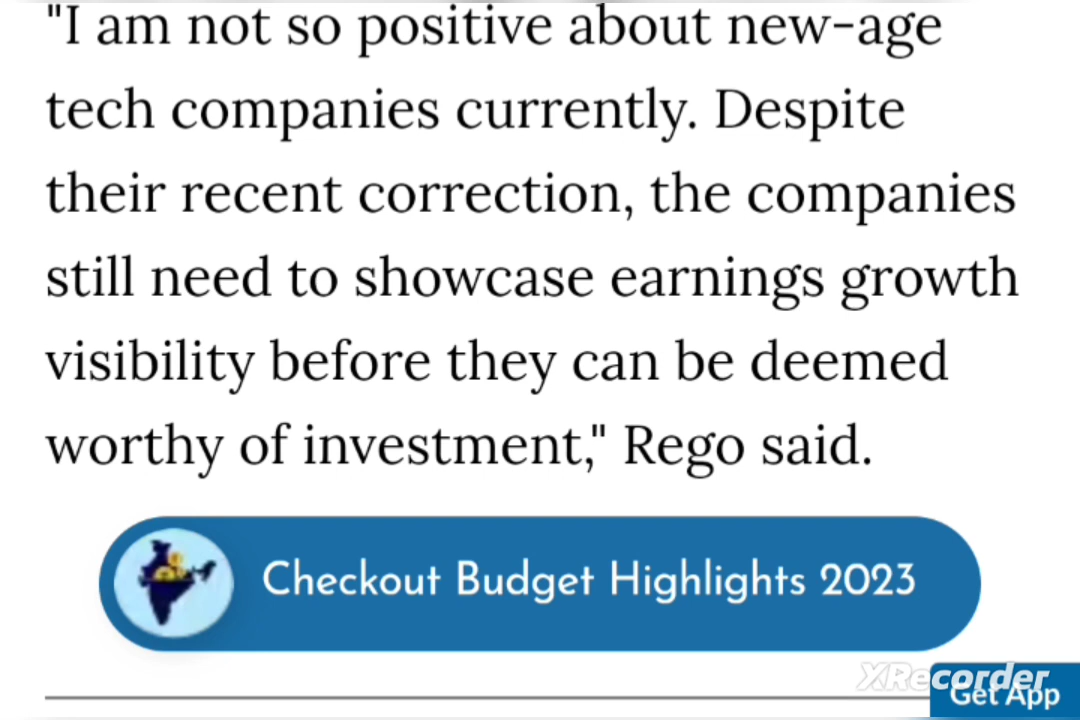 "I am not so positive about new-age
tech companies currently. Despite
their recent correction, the companies
still need to showcase earnings growth
visibility before they can be deemed
worthy of investment," Rego said.
Checkout Budget Highlights 2023
XRecorder
Get App